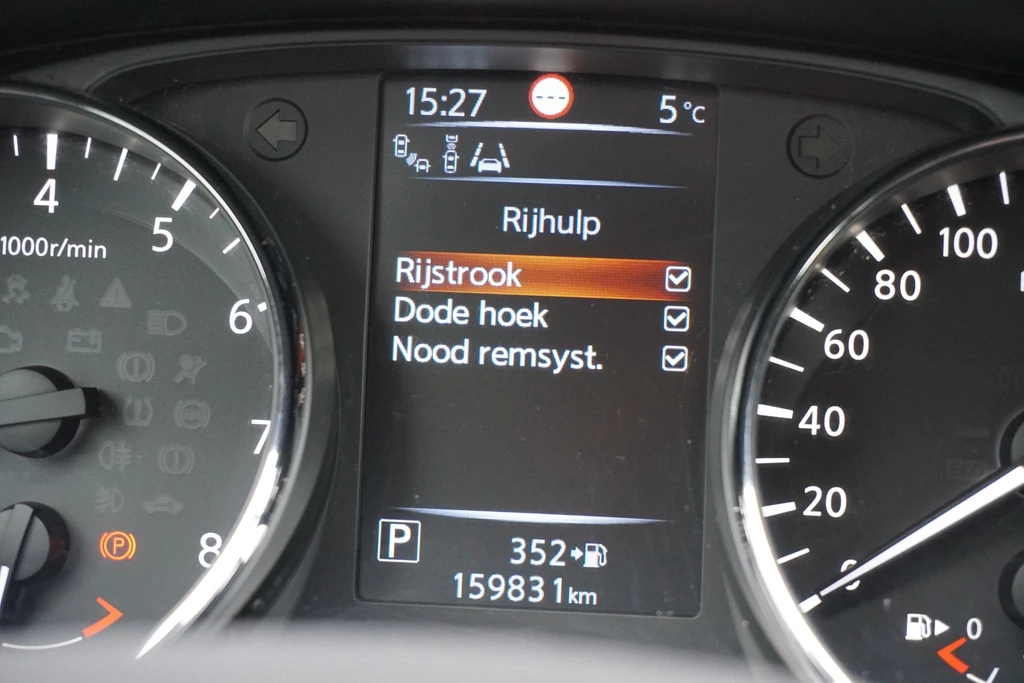 15:27 --- 5°C
Rijhulp
Rijstrook
Dode hoek
Nood remsyst.
P 352
159831km
4
5
6
7
8
1000r/min
P
100
80
60
40
20
0
0